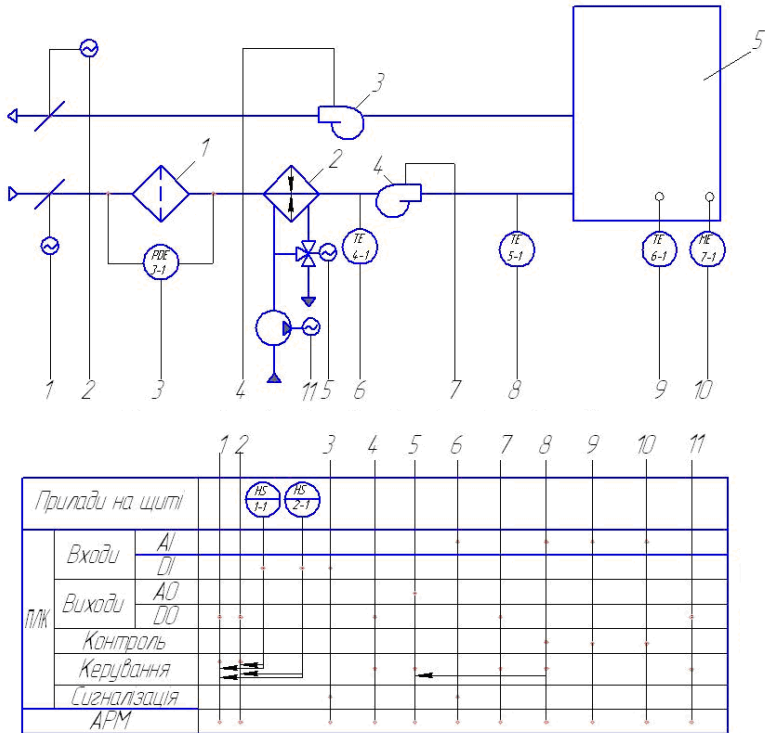 5
3
1
2
4
PDE
3-1
TE
4-1
TE
5-1
TE
6-1
ME
7-1
1 2 3 4 11 5 6 7 8 9 10
1 2 3 4 5 6 7 8 9 10 11
Прилади на щиті
HS
1-1
HS
2-1
ПЛК
Входи
AI
DI
Виходи
AO
DO
Контроль
Керування
Сигналізація
АРМ